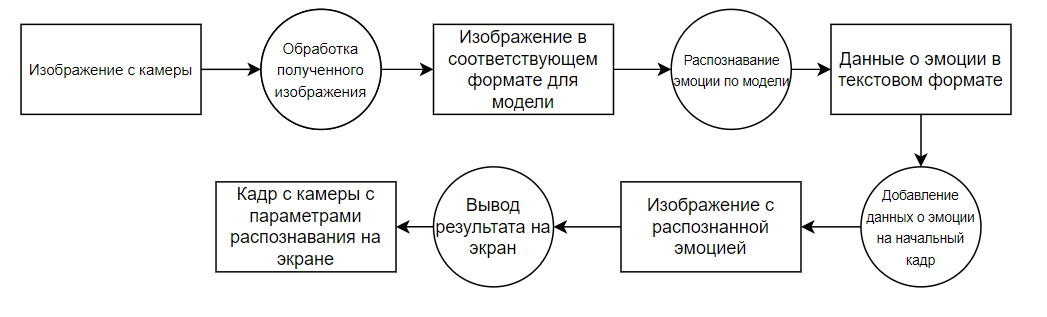 Изображение с камеры
Обработка
полученного
изображения
Изображение в
соответствующем
формате для
модели
Распознавание
эмоции по модели
Данные о эмоции в
текстовом формате
Добавление
данных о эмоции
на начальный
кадр
Изображение с
распознанной
эмоцией
Вывод
результата на
экран
Кадр с камеры с
параметрами
распознавания на
экране